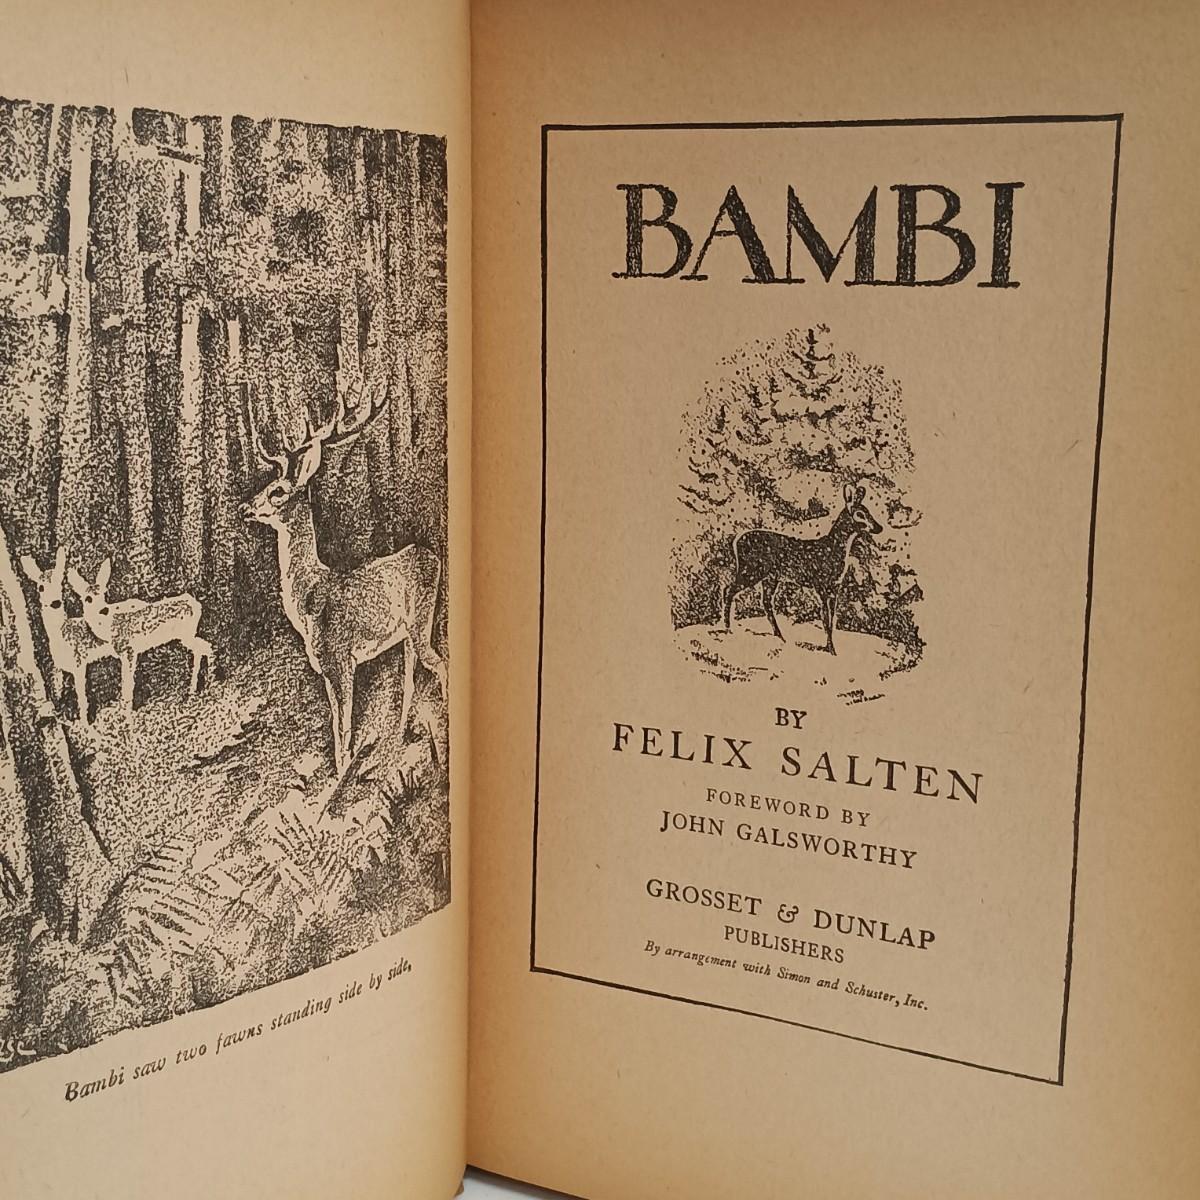 Bambi saw two fawns standing side by side,
BAMBI
BY
FELIX SALTEN
FOREWORD BY
JOHN GALSWORTHY
GROSSET & DUNLAP
PUBLISHERS
By arrangement with Simon and Schuster, Inc.